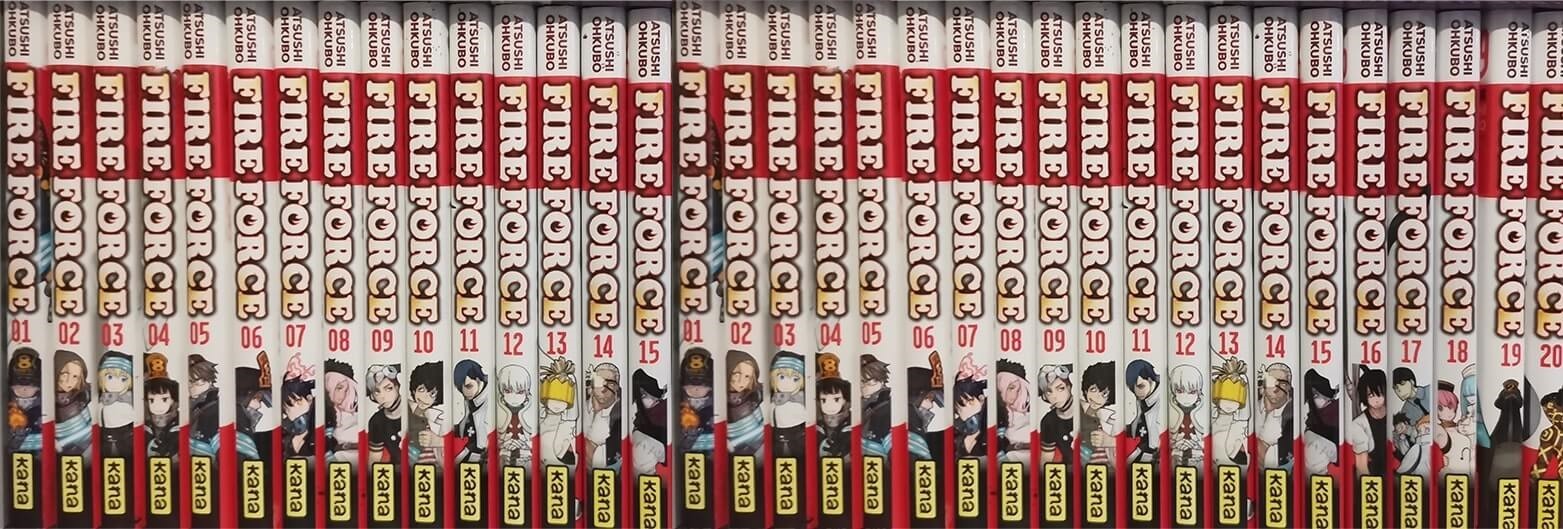 ATSUSHI
OHKUBO
FIRE FORCE
01
Kana
ATSUSHI
OHKUBO
FIRE FORCE
02
Kana
ATSUSHI
OHKUBO
FIRE FORCE
03
Kana
ATSUSHI
OHKUBO
FIRE FORCE
04
Kana
ATSUSHI
OHKUBO
FIRE FORCE
05
Kana
ATSUSHI
OHKUBO
FIRE FORCE
06
Kana
ATSUSHI
OHKUBO
FIRE FORCE
07
Kana
ATSUSHI
OHKUBO
FIRE FORCE
08
Kana
ATSUSHI
OHKUBO
FIRE FORCE
09
Kana
ATSUSHI
OHKUBO
FIRE FORCE
10
Kana
ATSUSHI
OHKUBO
FIRE FORCE
11
Kana
ATSUSHI
OHKUBO
FIRE FORCE
12
Kana
ATSUSHI
OHKUBO
FIRE FORCE
13
Kana
ATSUSHI
OHKUBO
FIRE FORCE
14
Kana
ATSUSHI
OHKUBO
FIRE FORCE
15
Kana
ATSUSHI
OHKUBO
FIRE FORCE
01
Kana
ATSUSHI
OHKUBO
FIRE FORCE
02
Kana
ATSUSHI
OHKUBO
FIRE FORCE
03
Kana
ATSUSHI
OHKUBO
FIRE FORCE
04
Kana
ATSUSHI
OHKUBO
FIRE FORCE
05
Kana
ATSUSHI
OHKUBO
FIRE FORCE
06
Kana
ATSUSHI
OHKUBO
FIRE FORCE
07
Kana
ATSUSHI
OHKUBO
FIRE FORCE
08
Kana
ATSUSHI
OHKUBO
FIRE FORCE
09
Kana
ATSUSHI
OHKUBO
FIRE FORCE
10
Kana
ATSUSHI
OHKUBO
FIRE FORCE
11
Kana
ATSUSHI
OHKUBO
FIRE FORCE
12
Kana
ATSUSHI
OHKUBO
FIRE FORCE
13
Kana
ATSUSHI
OHKUBO
FIRE FORCE
14
Kana
ATSUSHI
OHKUBO
FIRE FORCE
15
Kana
ATSUSHI
OHKUBO
FIRE FORCE
16
Kana
ATSUSHI
OHKUBO
FIRE FORCE
17
Kana
ATSUSHI
OHKUBO
FIRE FORCE
18
Kana
ATSUSHI
OHKUBO
FIRE FORCE
19
Kana
OHKUBO
FIRE FORCE
20
Kana